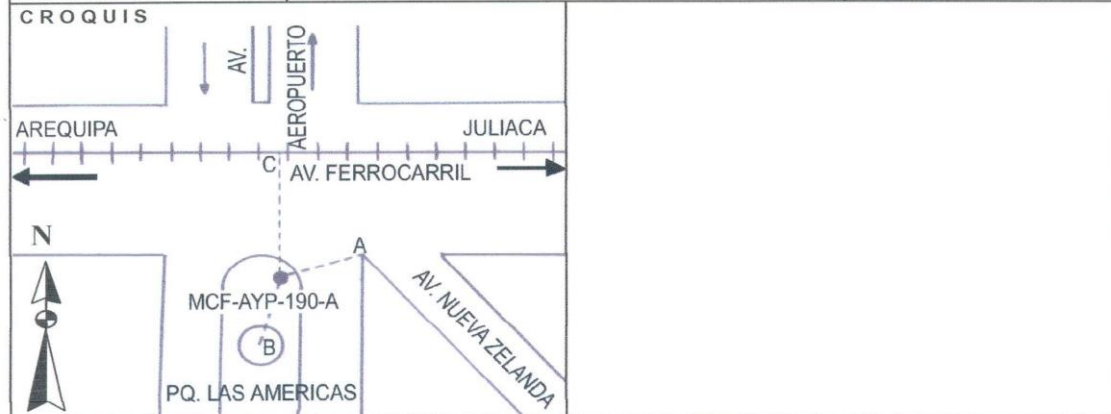 CROQUIS
AV.
AEROPUERTO
AREQUIPA
JULIACA
C
AV. FERROCARRIL
N
A
MCF-AYP-190-A
AV. NUEVA ZELANDA
B
PQ. LAS AMERICAS